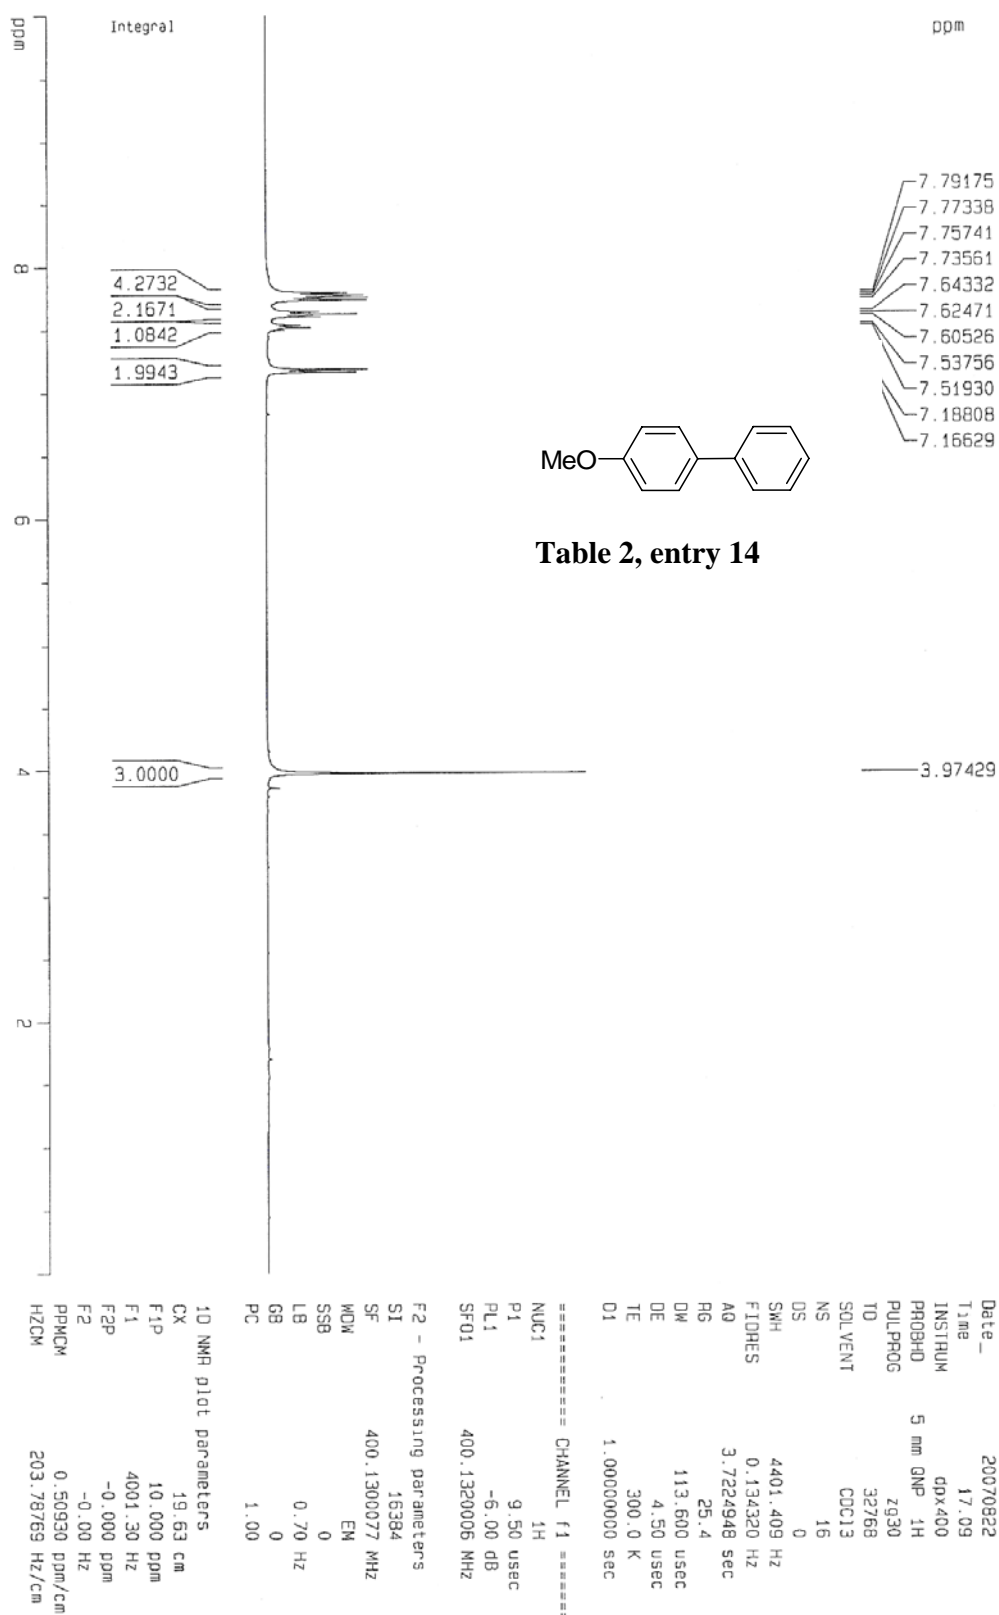 ppm
Integral
ppm
7.79175
7.77338
7.75741
7.73561
7.64332
7.62471
7.60526
7.53756
7.51930
7.18808
7.16629
8
4.2732
2.1671
1.0842
1.9943
MeO
Table 2, entry 14
6
4
3.0000
3.97429
2
Date_ 20070822
Time 17.09
INSTRUM dpx400
PROBHD 5 mm QNP 1H
PULPROG zg30
TD 32768
SOLVENT CDCl3
NS 16
DS 0
SWH 4401.409 Hz
FIDRES 0.134320 Hz
AQ 3.7224948 sec
RG 25.4
DW 113.600 usec
DE 4.50 usec
TE 300.0 K
D1 1.00000000 sec
========== CHANNEL f1 =======
NUC1 1H
P1 9.50 usec
PL1 -6.00 dB
SFO1 400.1320006 MHz
F2 - Processing parameters
SI 16384
SF 400.1300077 MHz
WDW EM
SSB 0
LB 0.70 Hz
GB 0
PC 1.00
1D NMR plot parameters
CX 19.63 cm
F1P 10.000 ppm
F1 4001.30 Hz
F2P -0.000 ppm
F2 -0.00 Hz
PPMCM 0.50930 ppm/cm
HZCM 203.78769 Hz/cm